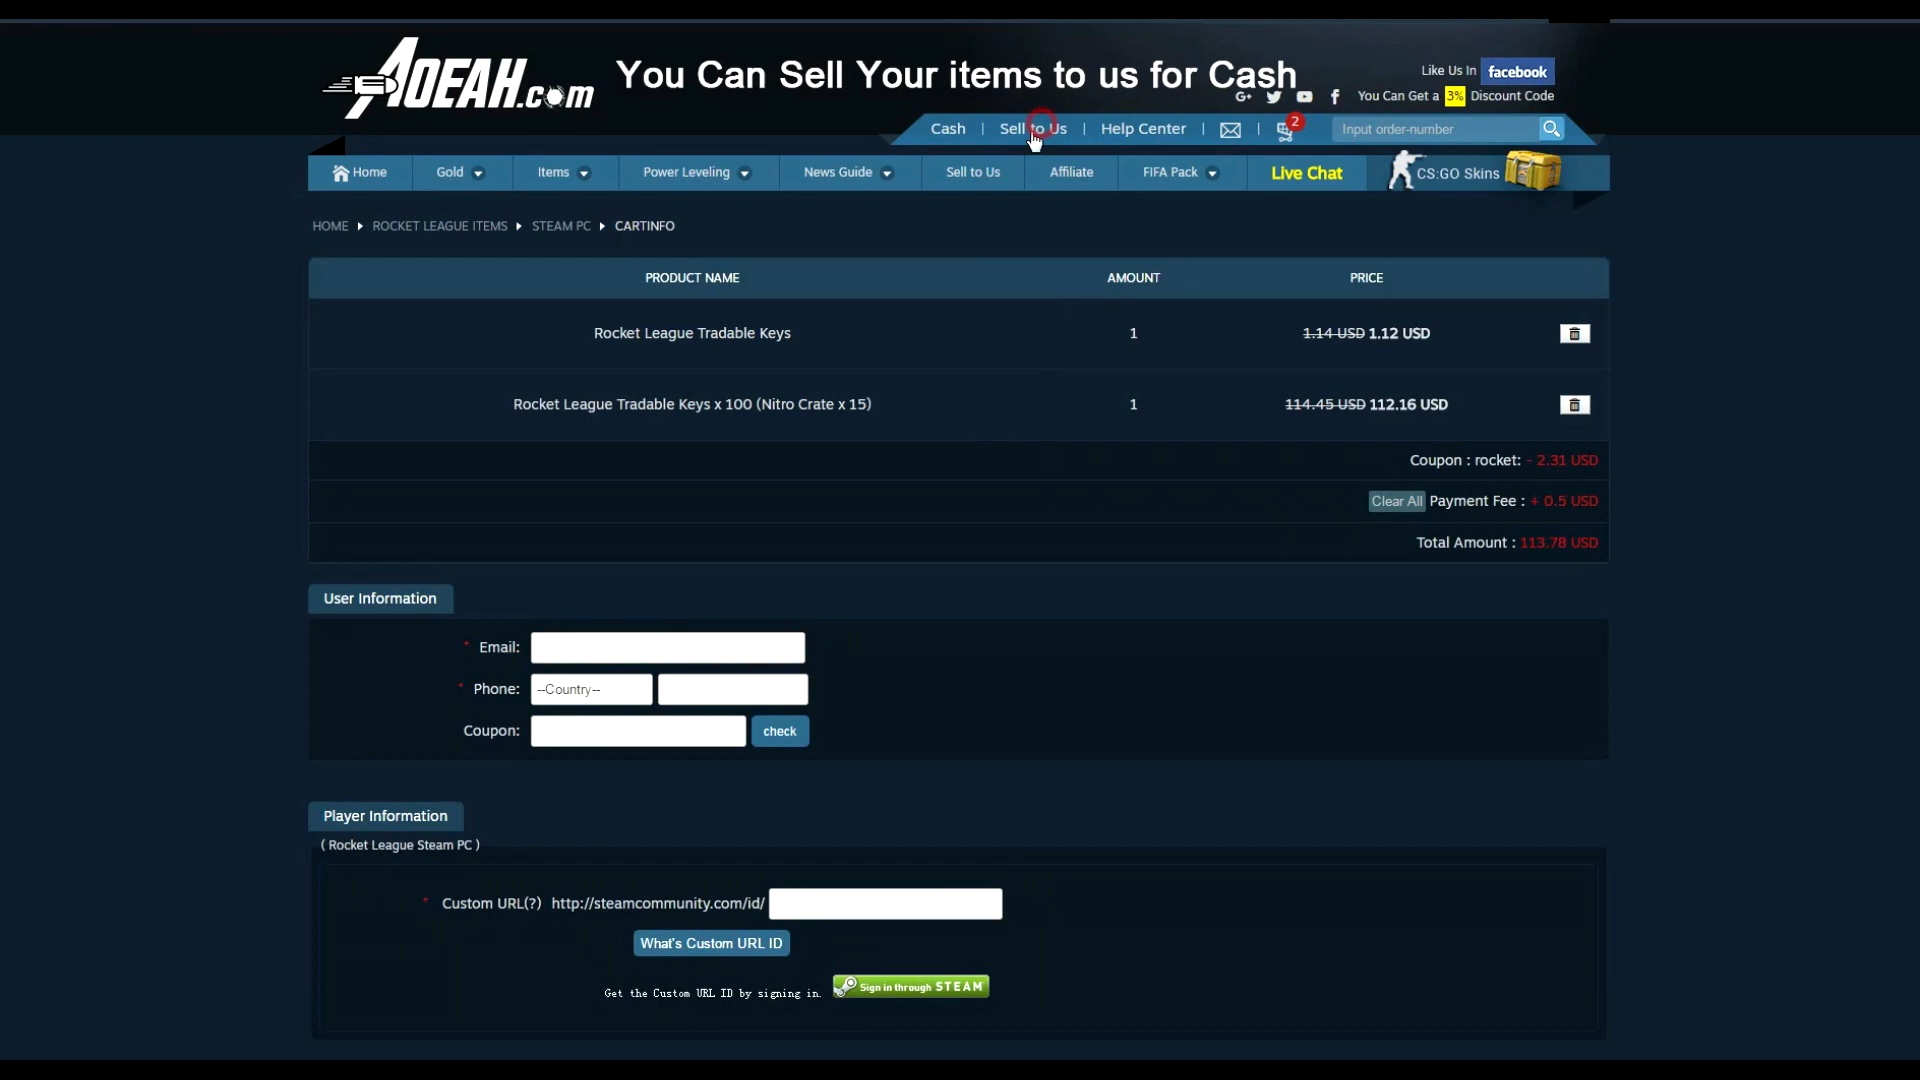 AOEAH.com
You Can Sell Your items to us for Cash
Like Us In facebook
You Can Get a 3% Discount Code
Cash | Sell to Us | Help Center | | 2 Input order-number
Home Gold Items Power Leveling News Guide Sell to Us Affiliate FIFA Pack Live Chat CS:GO Skins
HOME ROCKET LEAGUE ITEMS STEAM PC CARTINFO
PRODUCT NAME AMOUNT PRICE
Rocket League Tradable Keys 1 1.14 USD 1.12 USD
Rocket League Tradable Keys x 100 (Nitro Crate x 15) 1 114.45 USD 112.16 USD
Coupon : rocket: - 2.31 USD
Clear All Payment Fee : + 0.5 USD
Total Amount : 113.78 USD
User Information
* Email:
* Phone: --Country--
Coupon: check
Player Information
( Rocket League Steam PC )
* Custom URL(?) http://steamcommunity.com/id/
What's Custom URL ID
Get the Custom URL ID by signing in. Sign in through STEAM